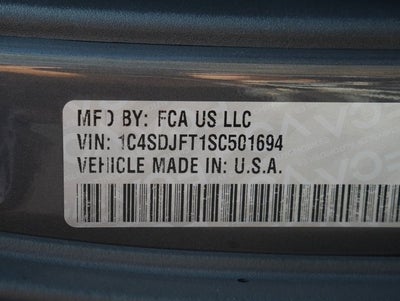 MFD BY: FCA US LLC
VIN: 1C4SDJFT1SC501694
VEHICLE MADE IN: U.S.A.